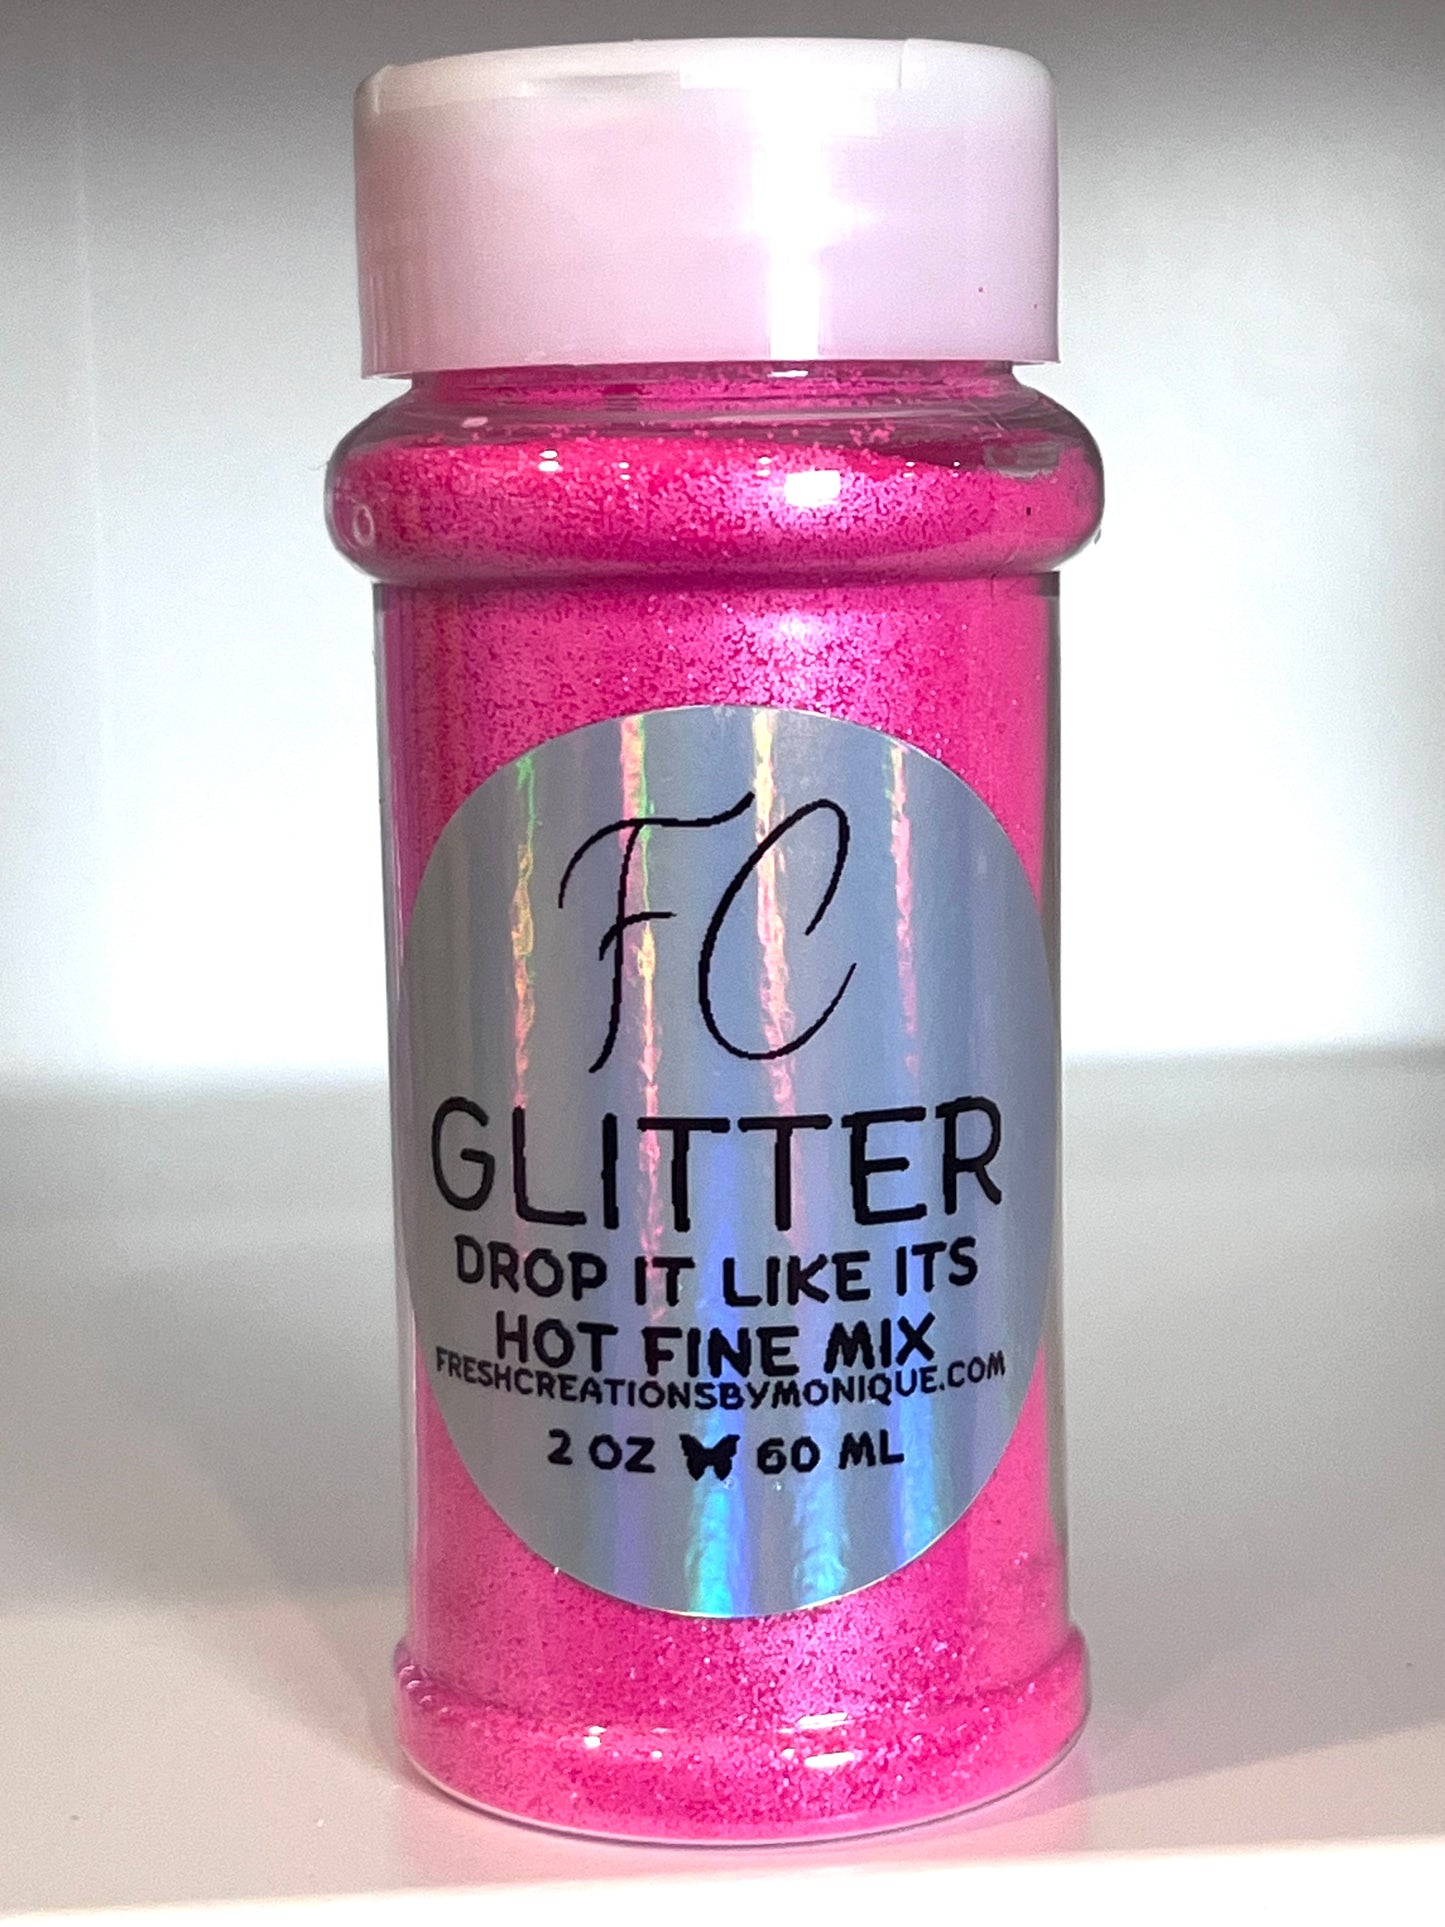 FC
GLITTER
DROP IT LIKE ITS
HOT FINE MIX
FRESHCREATIONSBYMONIQUE.COM
2 OZ 60 ML